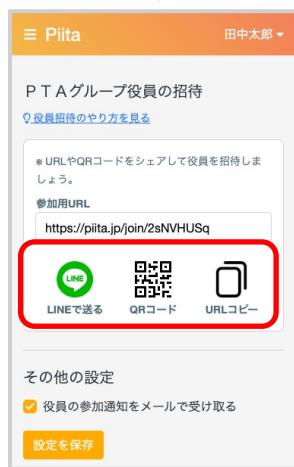 Piita
田中太郎
ＰＴＡグループ役員の招待
役員招待のやり方を見る
※ URLやQRコードをシェアして役員を招待しま
しょう。
参加用URL
https://piita.jp/join/2sNVHUSq
LINE
LINEで送る QRコード URLコピー
その他の設定
役員の参加通知をメールで受け取る
設定を保存